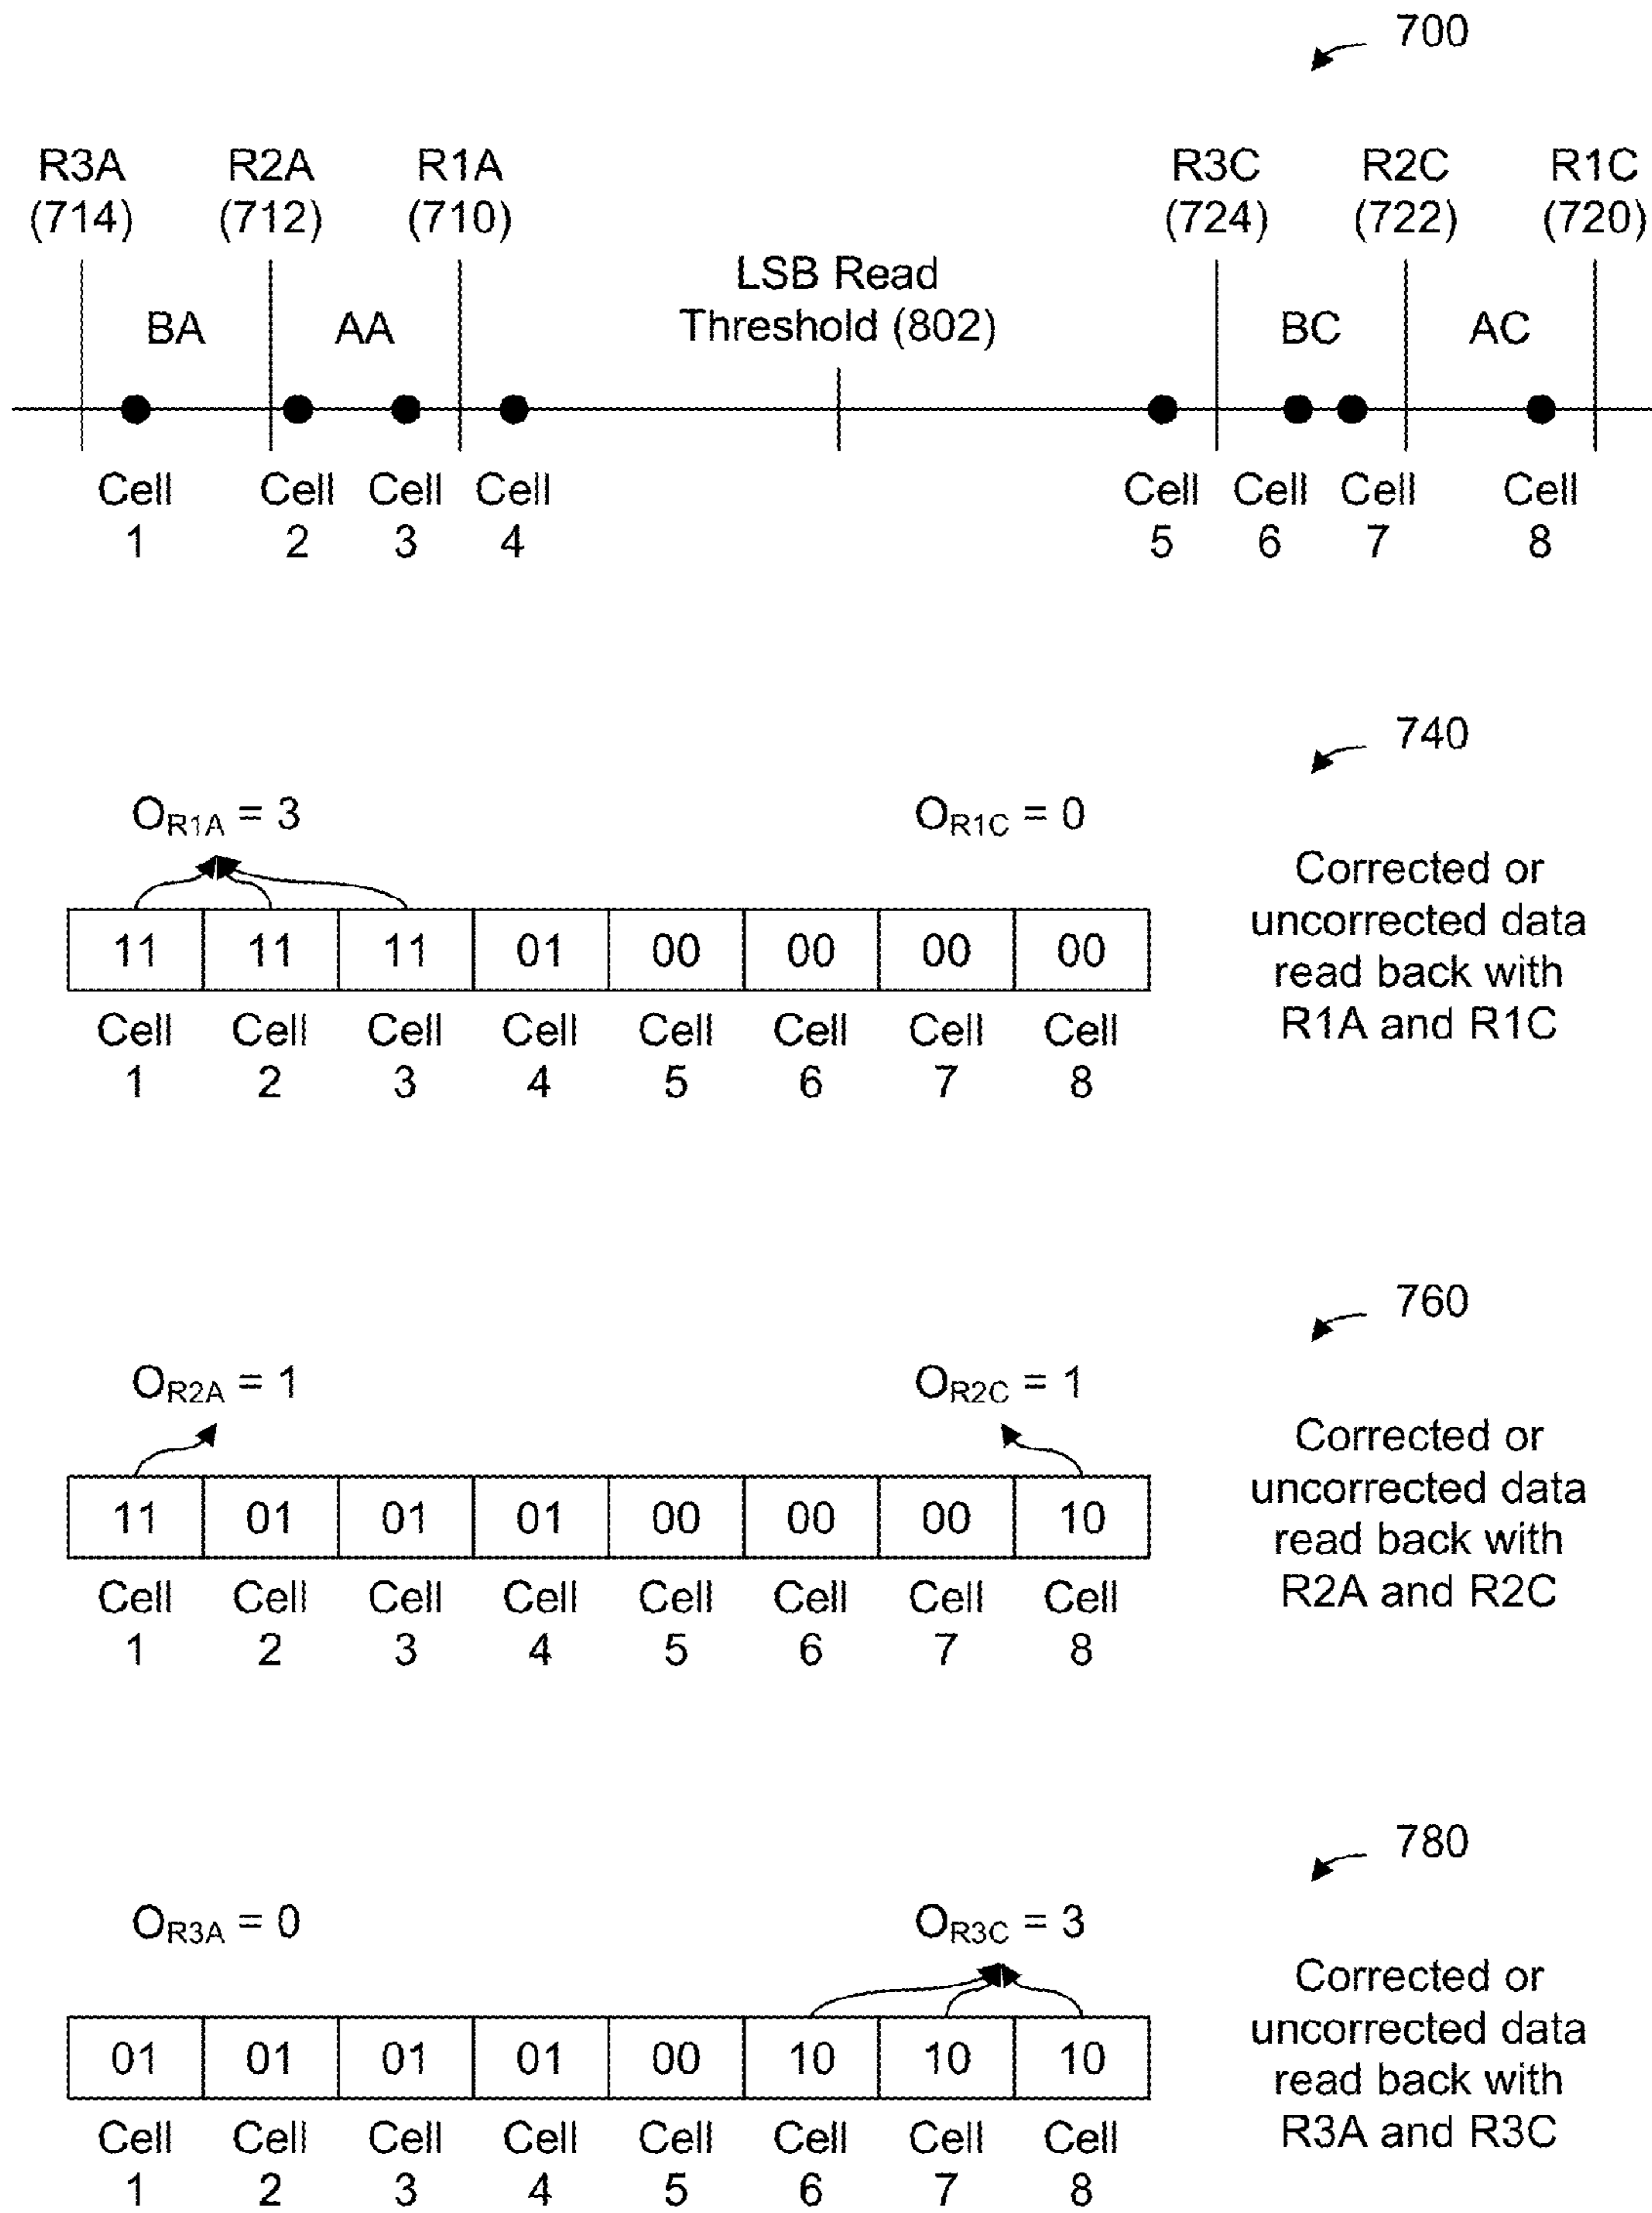 700
R3A R2A R1A R3C R2C R1C
(714) (712) (710) (724) (722) (720)
LSB Read
Threshold (802)
BA AA BC AC
Cell Cell Cell Cell Cell Cell Cell Cell
1 2 3 4 5 6 7 8
740
OR1A = 3 OR1C = 0
Corrected or
uncorrected data
read back with
R1A and R1C
11 11 11 01 00 00 00 00
Cell Cell Cell Cell Cell Cell Cell Cell
1 2 3 4 5 6 7 8
760
OR2A = 1 OR2C = 1
Corrected or
uncorrected data
read back with
R2A and R2C
11 01 01 01 00 00 00 10
Cell Cell Cell Cell Cell Cell Cell Cell
1 2 3 4 5 6 7 8
780
OR3A = 0 OR3C = 3
Corrected or
uncorrected data
read back with
R3A and R3C
01 01 01 01 00 10 10 10
Cell Cell Cell Cell Cell Cell Cell Cell
1 2 3 4 5 6 7 8